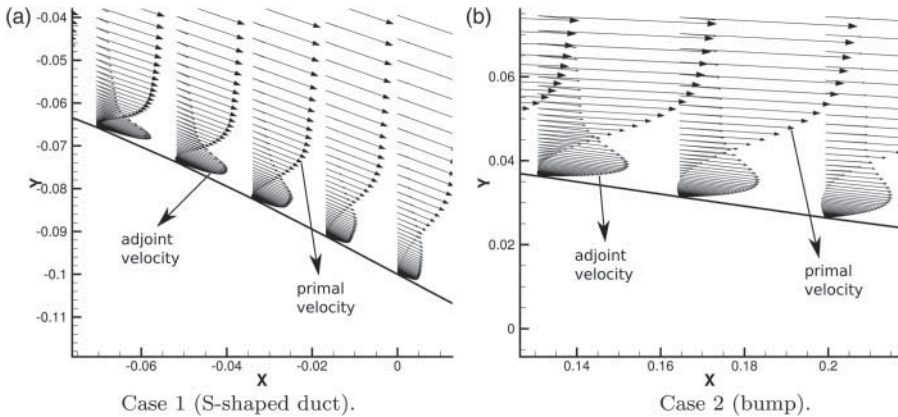 (a)
-0.04
-0.05
-0.06
-0.07
Y
-0.08
-0.09
-0.1
-0.11
adjoint
velocity
primal
velocity
-0.06
-0.04
-0.02
0
X
Case 1 (S-shaped duct).
(b)
0.06
Y
0.04
0.02
0
adjoint
velocity
primal
velocity
0.14
0.16
0.18
0.2
X
Case 2 (bump).